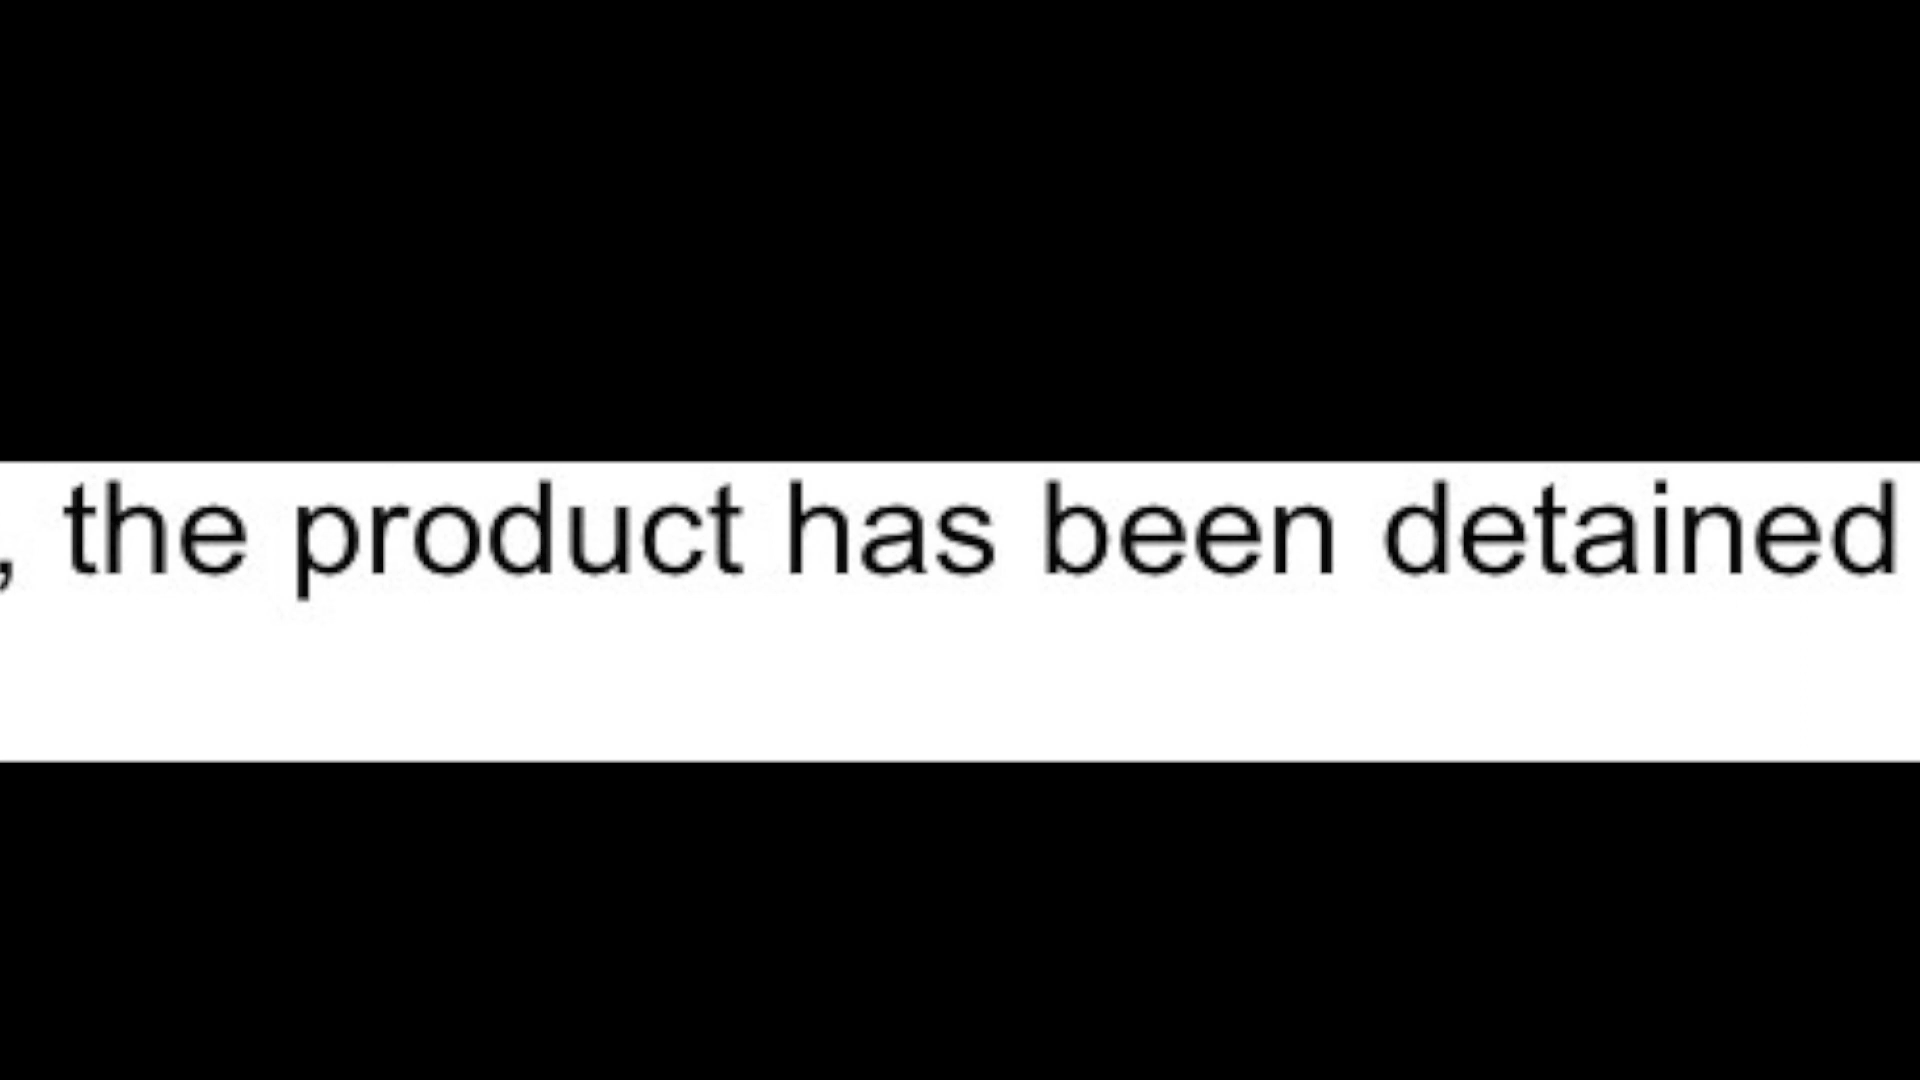 , the product has been detained